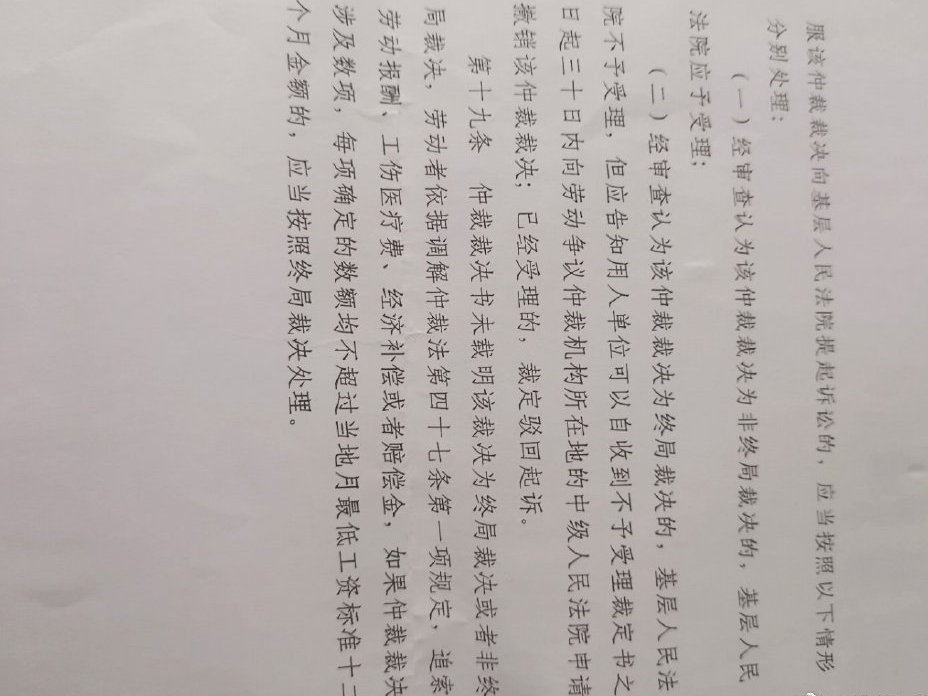 服该仲裁裁决向基层人民法院提起诉讼的，应当按照以下情形
分别处理：
（一）经审查认为该仲裁裁决为非终局裁决的，基层人民
法院应予受理；
（二）经审查认为该仲裁裁决为终局裁决的，基层人民法
院不予受理，但应告知用人单位可以自收到不予受理裁定书之
日起三十日内向劳动争议仲裁机构所在地的中级人民法院申请
撤销该仲裁裁决；已经受理的，裁定驳回起诉。
第十九条 仲裁裁决书未载明该裁决为终局裁决或者非终
局裁决，劳动者依据调解仲裁法第四十七条第一项规定，追索
劳动报酬、工伤医疗费、经济补偿或者赔偿金，如果仲裁裁决
涉及数项，每项确定的数额均不超过当地月最低工资标准十二
个月金额的，应当按照终局裁决处理。